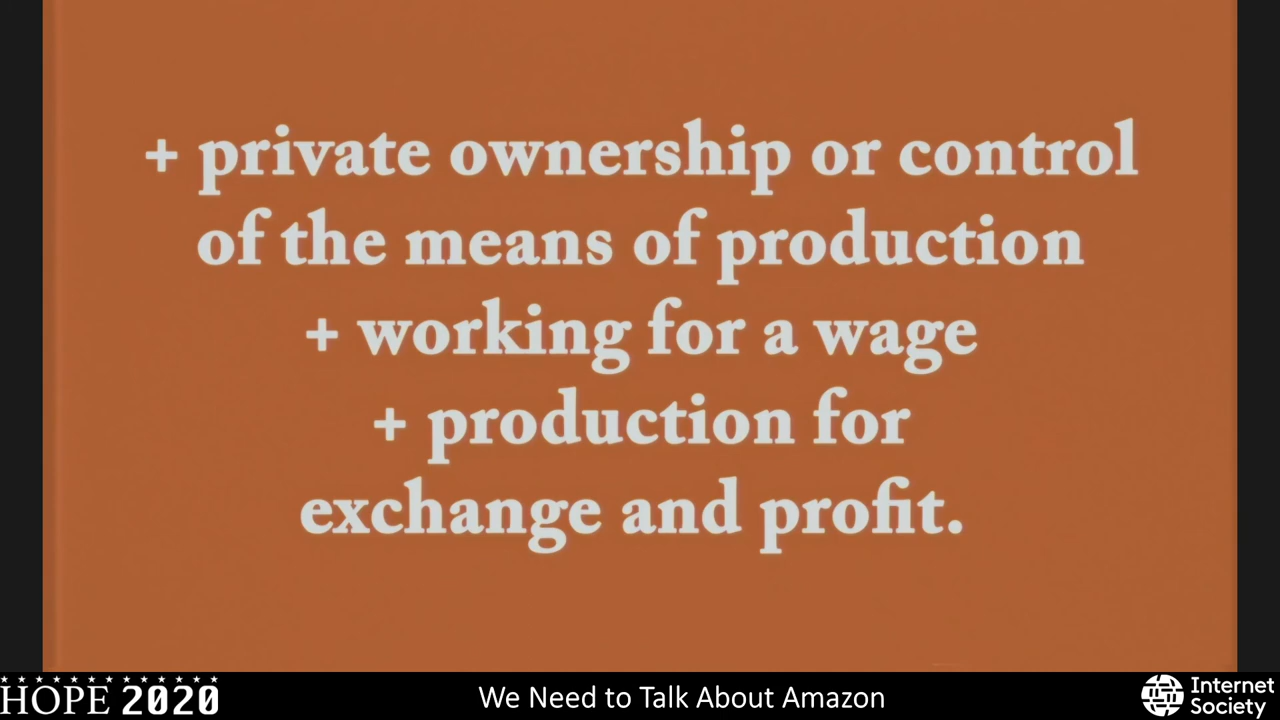 + private ownership or control
of the means of production
+ working for a wage
+ production for
exchange and profit.
HOPE 2020
We Need to Talk About Amazon
Internet
Society